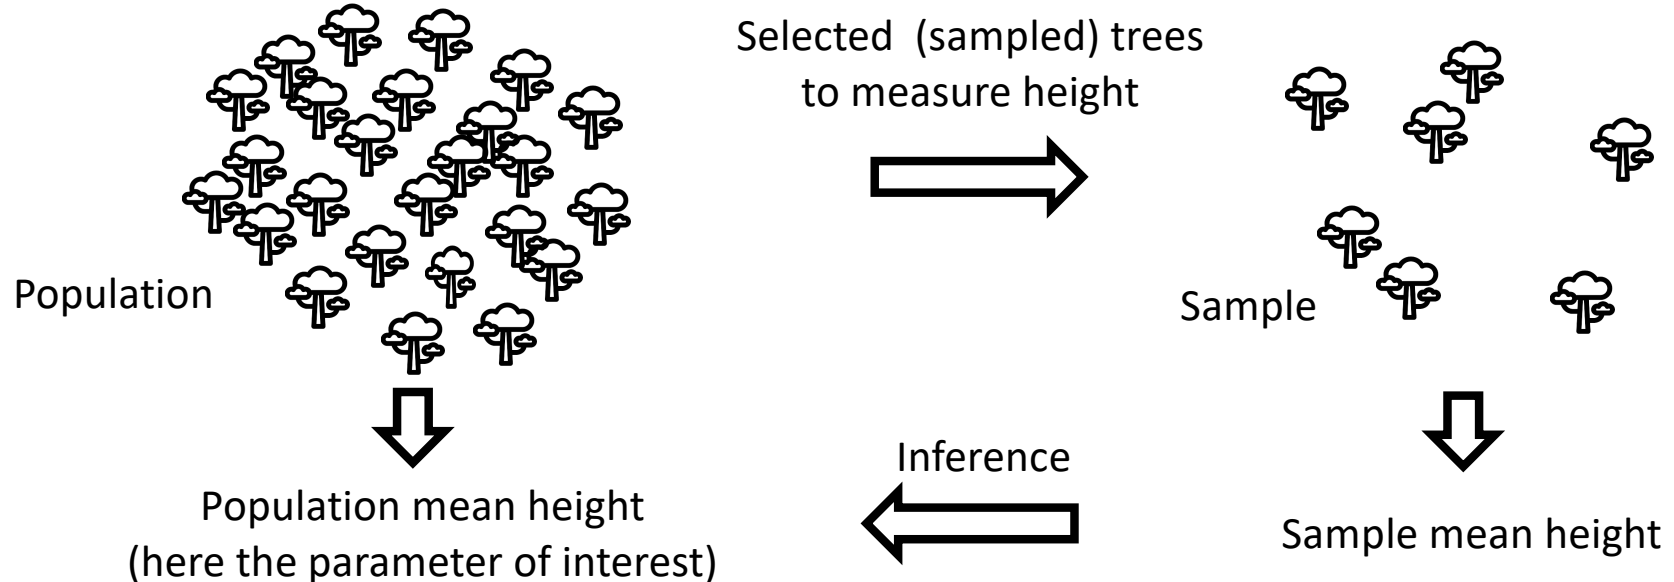 Selected  (sampled) trees
to measure height
Population
Sample
Inference
Population mean height
(here the parameter of interest)
Sample mean height